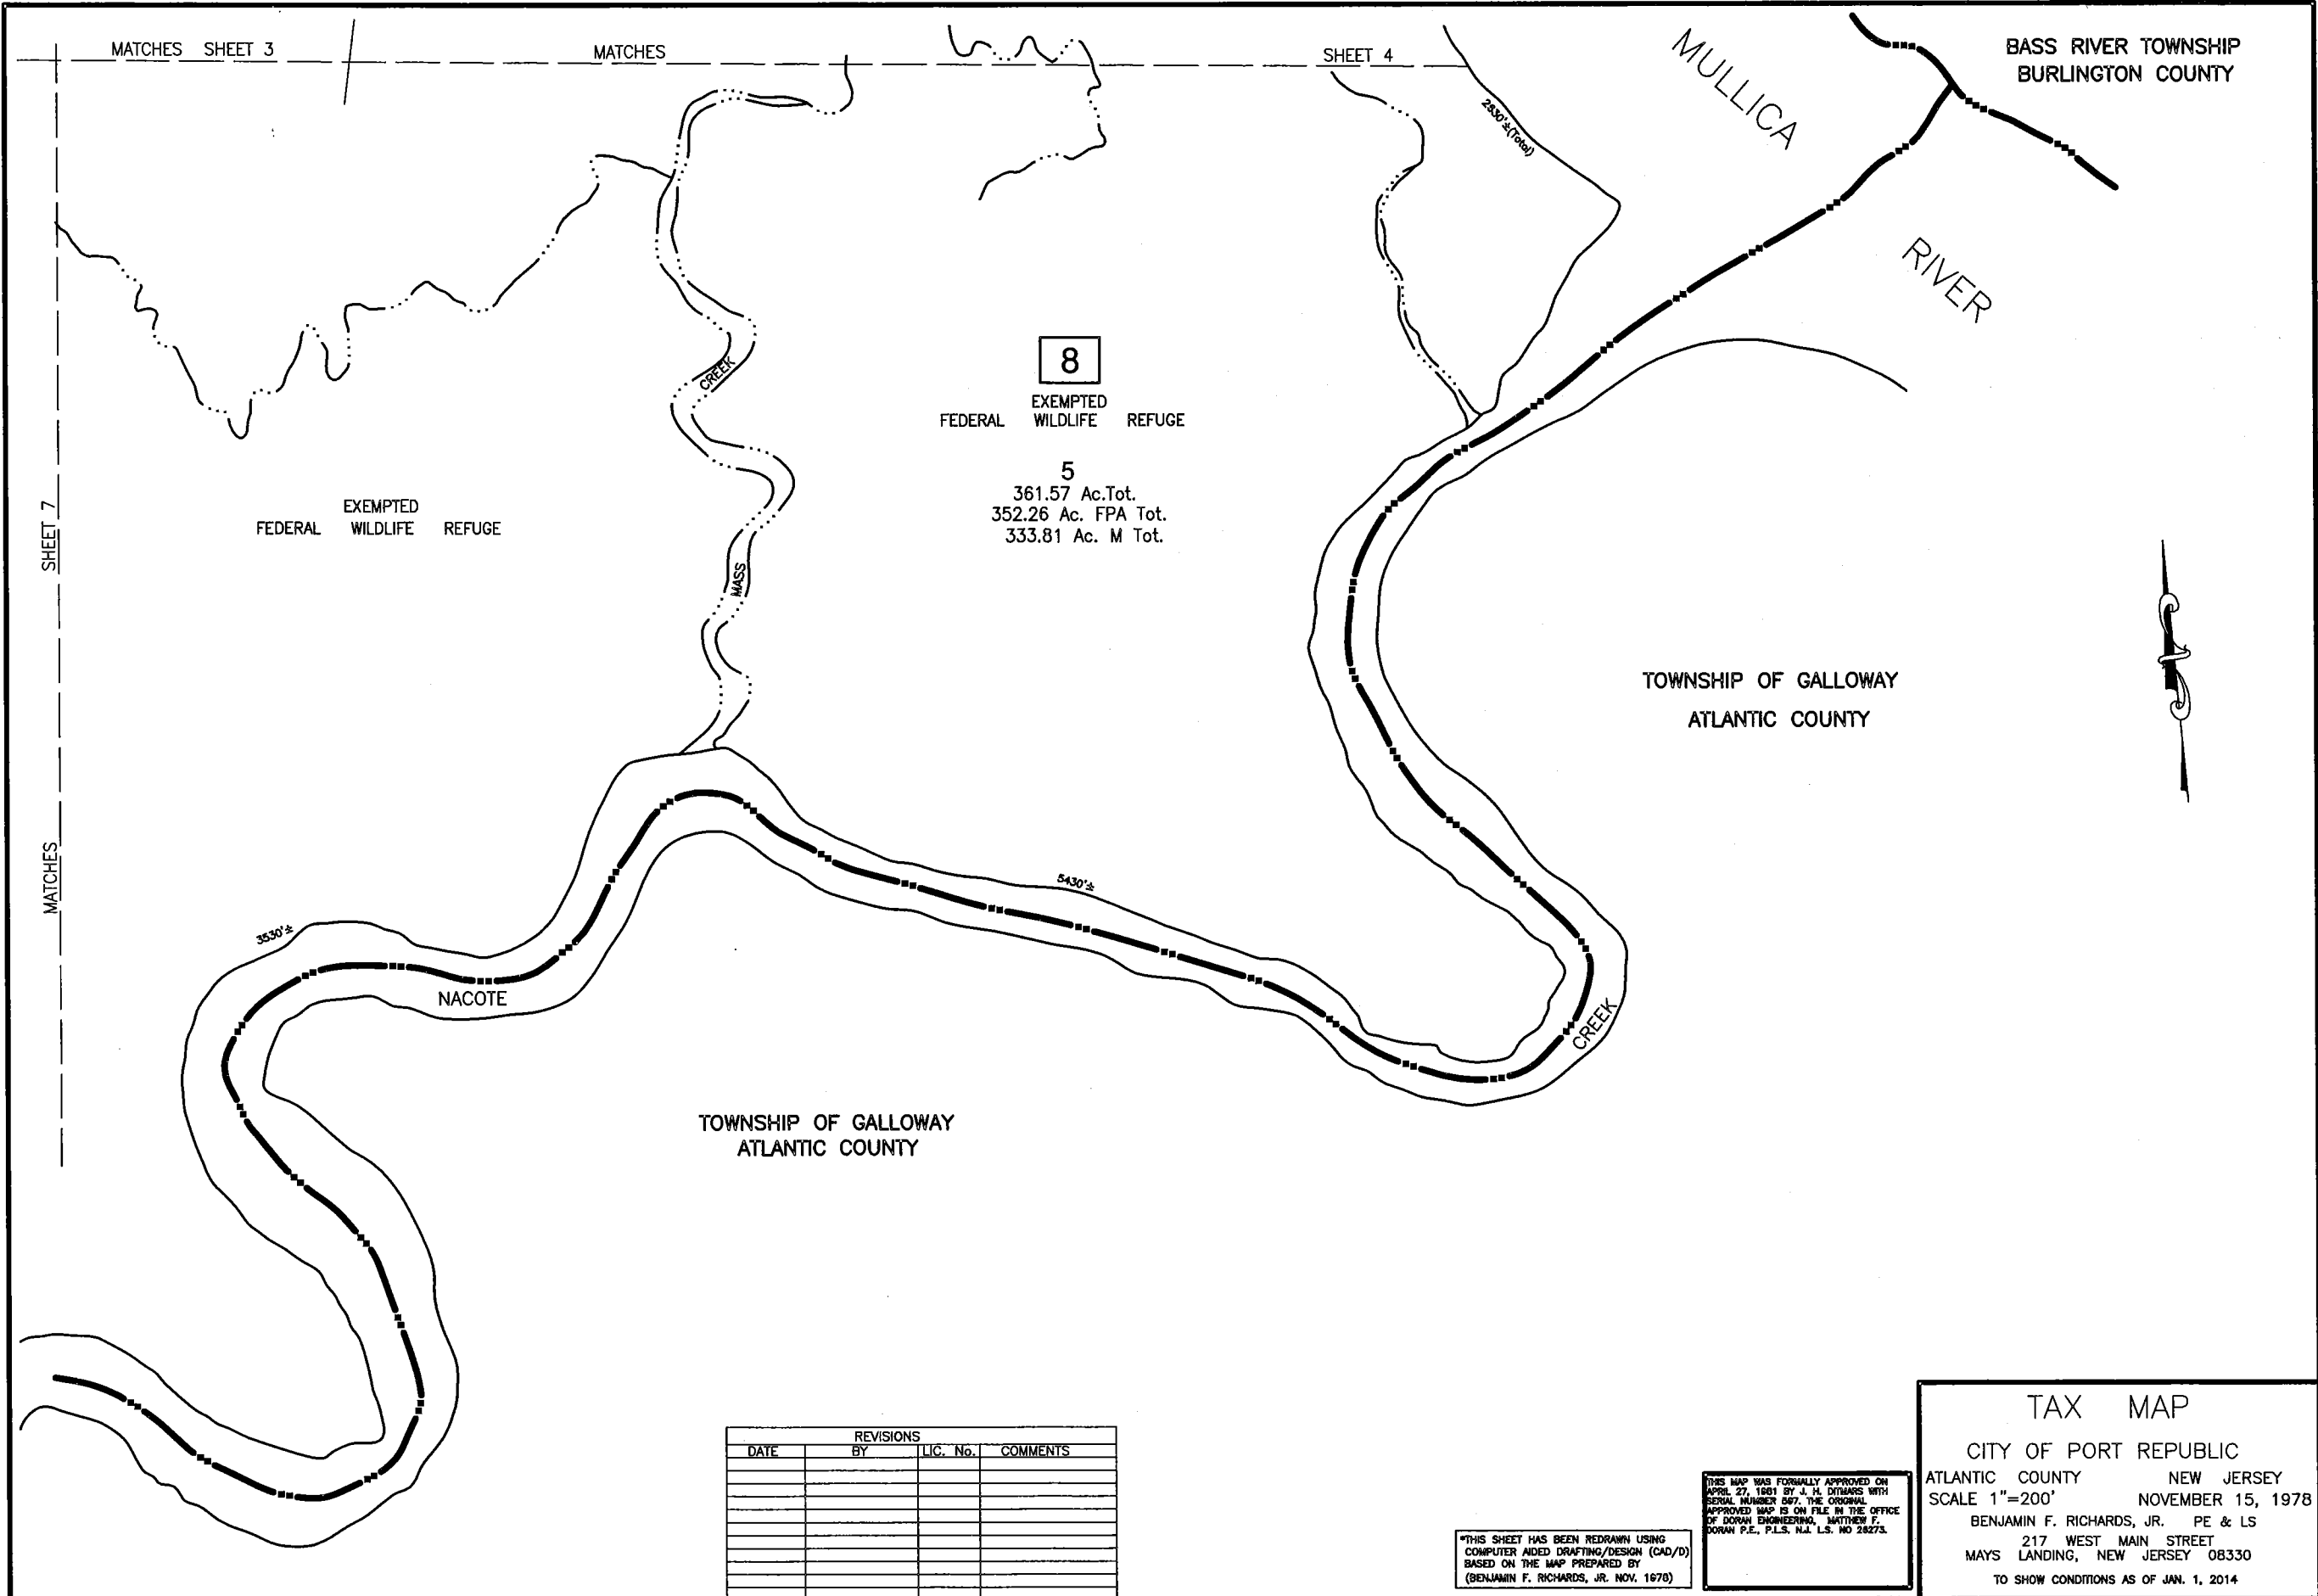 MATCHES SHEET 3
MATCHES
SHEET 4
BASS RIVER TOWNSHIP
BURLINGTON COUNTY
MULLICA
RIVER
2530'±(Total)
8
EXEMPTED
FEDERAL WILDLIFE REFUGE
5
361.57 Ac.Tot.
352.26 Ac. FPA Tot.
333.81 Ac. M Tot.
CREEK
MASS
EXEMPTED
FEDERAL WILDLIFE REFUGE
SHEET 7
MATCHES
TOWNSHIP OF GALLOWAY
ATLANTIC COUNTY
5430'±
3530'±
NACOTE
CREEK
TOWNSHIP OF GALLOWAY
ATLANTIC COUNTY
REVISIONS
DATE BY LIC. No. COMMENTS
*THIS SHEET HAS BEEN REDRAWN USING
COMPUTER AIDED DRAFTING/DESIGN (CAD/D)
BASED ON THE MAP PREPARED BY
(BENJAMIN F. RICHARDS, JR. NOV. 1978)
THIS MAP WAS FORMALLY APPROVED ON
APRIL 27, 1981 BY J. H. DITMARS WITH
SERIAL NUMBER 597. THE ORIGINAL
APPROVED MAP IS ON FILE IN THE OFFICE
OF DORAN ENGINEERING, MATTHEW F.
DORAN P.E., P.L.S. N.J. L.S. NO 28273.
TAX MAP
CITY OF PORT REPUBLIC
ATLANTIC COUNTY NEW JERSEY
SCALE 1"=200' NOVEMBER 15, 1978
BENJAMIN F. RICHARDS, JR. PE & LS
217 WEST MAIN STREET
MAYS LANDING, NEW JERSEY 08330
TO SHOW CONDITIONS AS OF JAN. 1, 2014